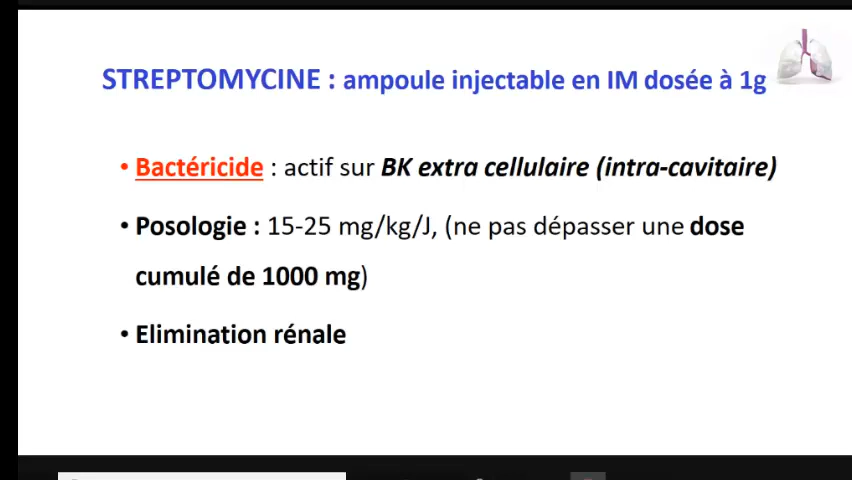 STREPTOMYCINE : ampoule injectable en IM dosée à 1g
• Bactéricide : actif sur BK extra cellulaire (intra-cavitaire)
• Posologie : 15-25 mg/kg/J, (ne pas dépasser une dose
cumulé de 1000 mg)
• Elimination rénale